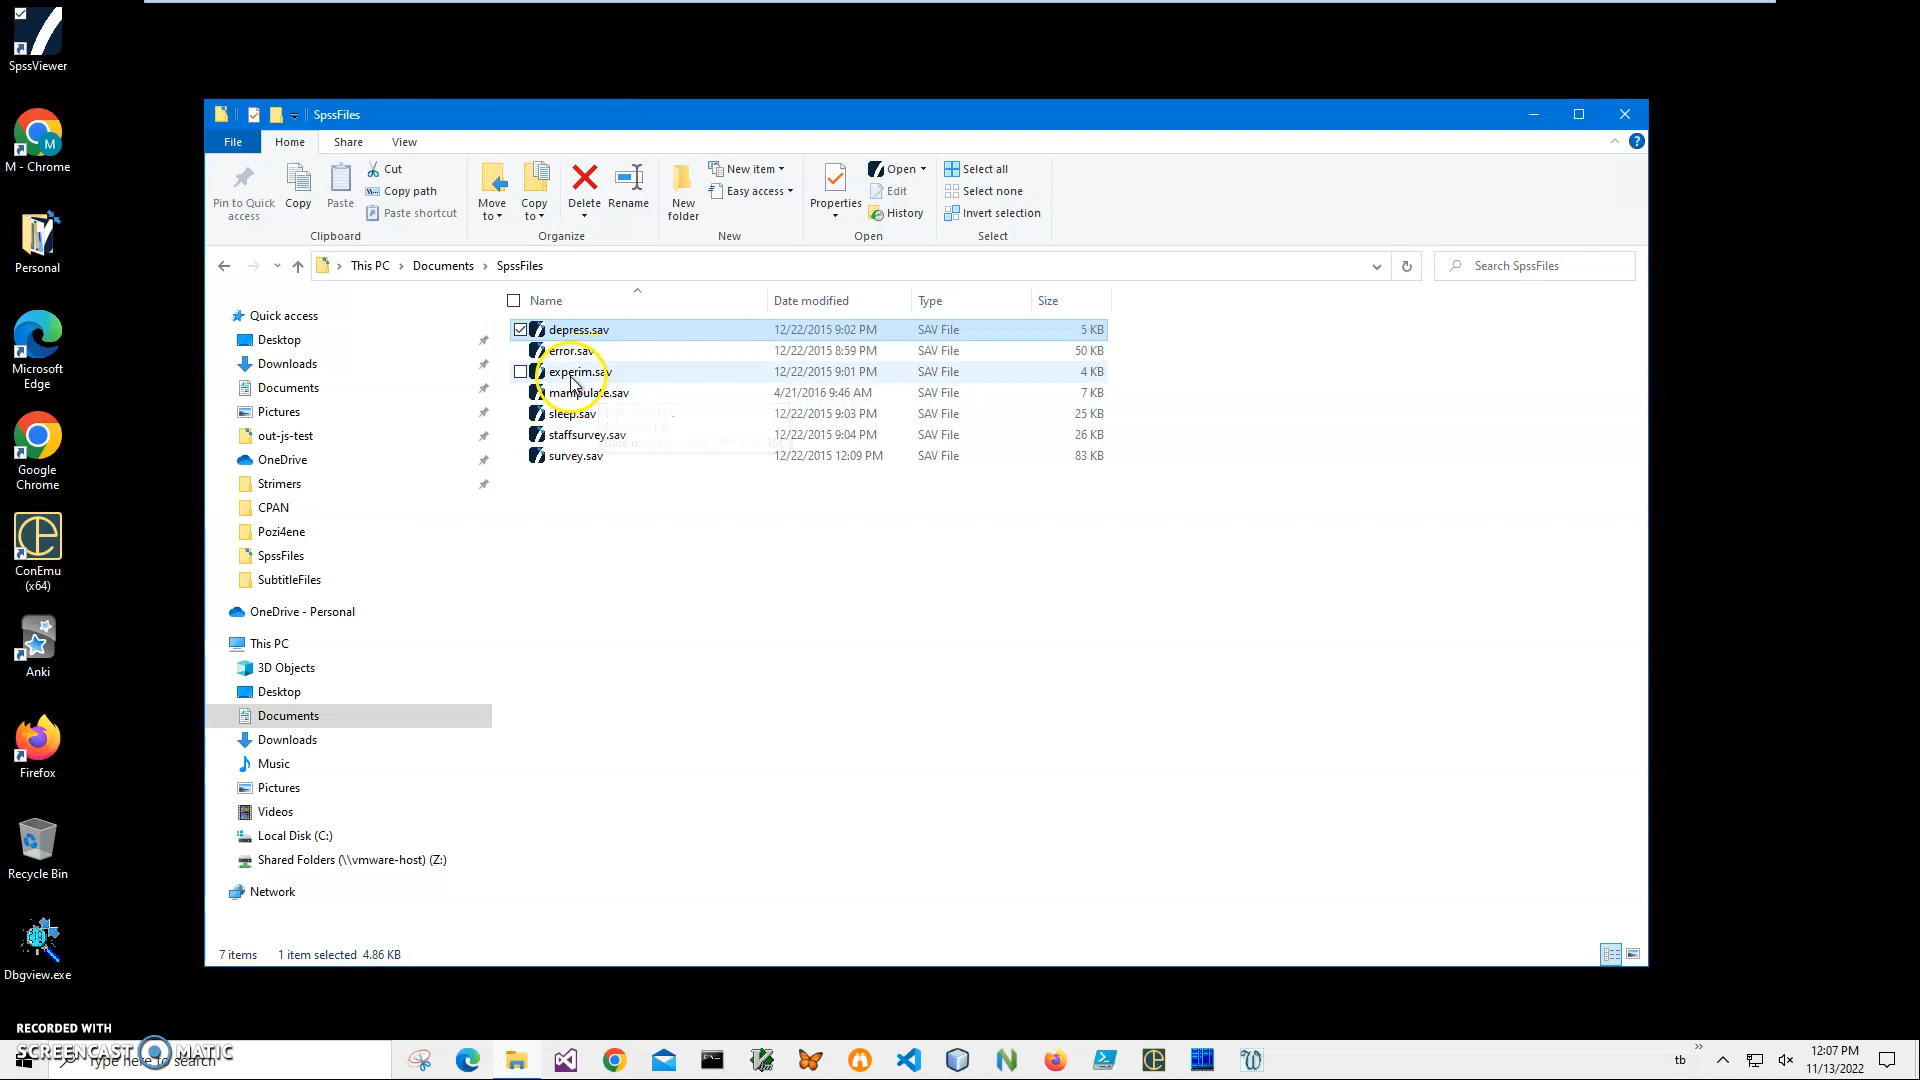 SpssViewer
M - Chrome
Personal
Microsoft
Edge
Google
Chrome
ConEmu
(x64)
Anki
Firefox
Recycle Bin
Dbgview.exe
SpssFiles
File
Home
Share
View
Pin to Quick
access
Copy
Paste
Cut
Copy path
Paste shortcut
Clipboard
Move
to
Copy
to
Delete
Rename
Organize
New
folder
New item
Easy access
New
Properties
Open
Edit
History
Open
Select all
Select none
Invert selection
Select
This PC > Documents > SpssFiles
Search SpssFiles
Name Date modified Type Size
depress.sav 12/22/2015 9:02 PM SAV File 5 KB
error.sav 12/22/2015 8:59 PM SAV File 50 KB
experim.sav 12/22/2015 9:01 PM SAV File 4 KB
manipulate.sav 4/21/2016 9:46 AM SAV File 7 KB
sleep.sav 12/22/2015 9:03 PM SAV File 25 KB
staffsurvey.sav 12/22/2015 9:04 PM SAV File 26 KB
survey.sav 12/22/2015 12:09 PM SAV File 83 KB
Quick access
Desktop
Downloads
Documents
Pictures
out-js-test
OneDrive
Strimers
CPAN
Pozi4ene
SpssFiles
SubtitleFiles
OneDrive - Personal
This PC
3D Objects
Desktop
Documents
Downloads
Music
Pictures
Videos
Local Disk (C:)
Shared Folders (\\vmware-host) (Z:)
Network
7 items 1 item selected 4.86 KB
RECORDED WITH
SCREENCAST MATIC
Type here to search
tb
12:07 PM
11/13/2022